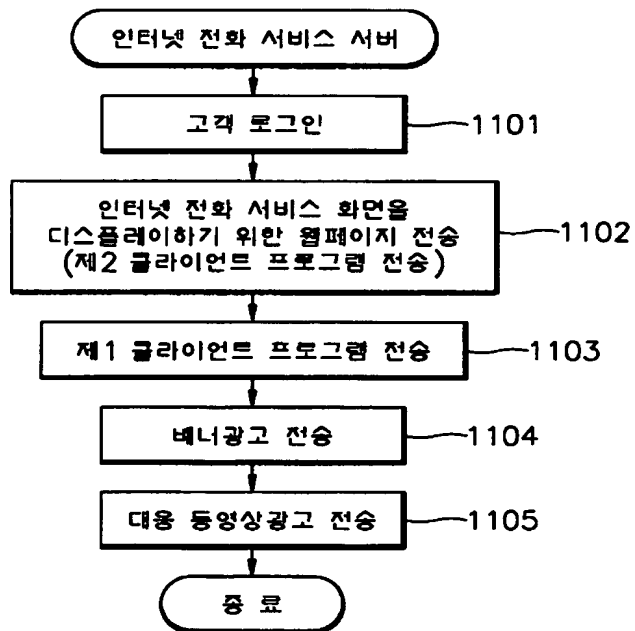 인터넷 전화 서비스 서버
고객 로그인
1101
인터넷 전화 서비스 화면을
디스플레이하기 위한 웹페이지 전송
(제2 클라이언트 프로그램 전송)
1102
제1 클라이언트 프로그램 전송
1103
배너광고 전송
1104
대응 동영상광고 전송
1105
종 료